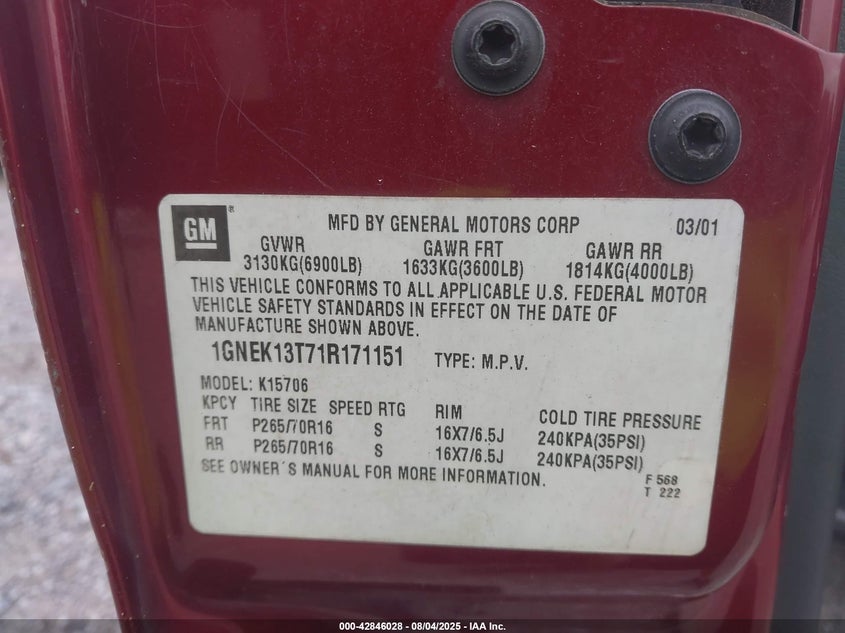 GM®
MFD BY GENERAL MOTORS CORP 03/01
GVWR GAWR FRT GAWR RR
3130KG(6900LB) 1633KG(3600LB) 1814KG(4000LB)
THIS VEHICLE CONFORMS TO ALL APPLICABLE U.S. FEDERAL MOTOR
VEHICLE SAFETY STANDARDS IN EFFECT ON THE DATE OF
MANUFACTURE SHOWN ABOVE.
1GNEK13T71R171151 TYPE: M.P.V.
MODEL: K15706
KPCY TIRE SIZE SPEED RTG RIM COLD TIRE PRESSURE
FRT P265/70R16 S 16X7/6.5J 240KPA(35PSI)
RR P265/70R16 S 16X7/6.5J 240KPA(35PSI)
SEE OWNER´S MANUAL FOR MORE INFORMATION.
F 568
T 222
000-42846028 - 08/04/2025 - IAA Inc.